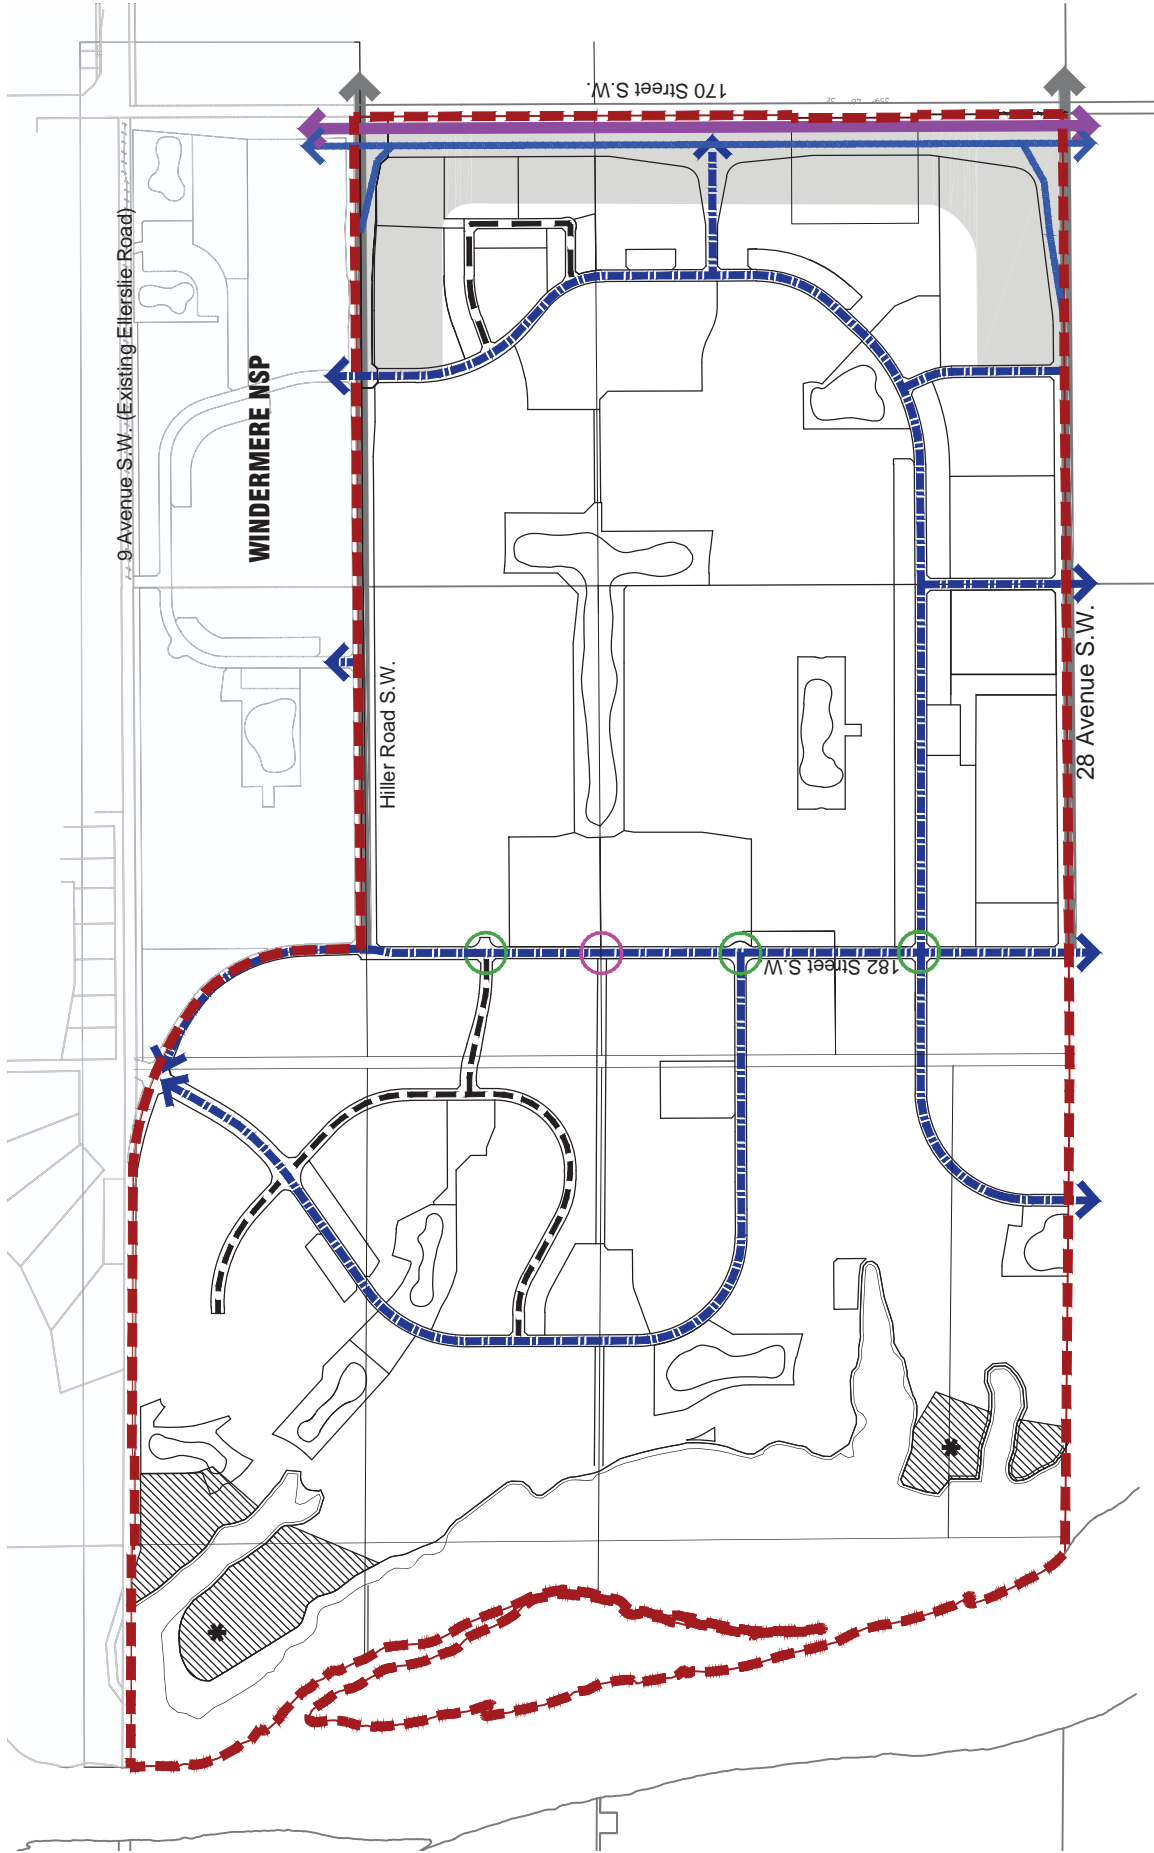 170 Street S.W.
9 Avenue S.W. (Existing Ellerslie Road)
WINDERMERE NSP
Hiller Road S.W.
28 Avenue S.W.
182 Street S.W